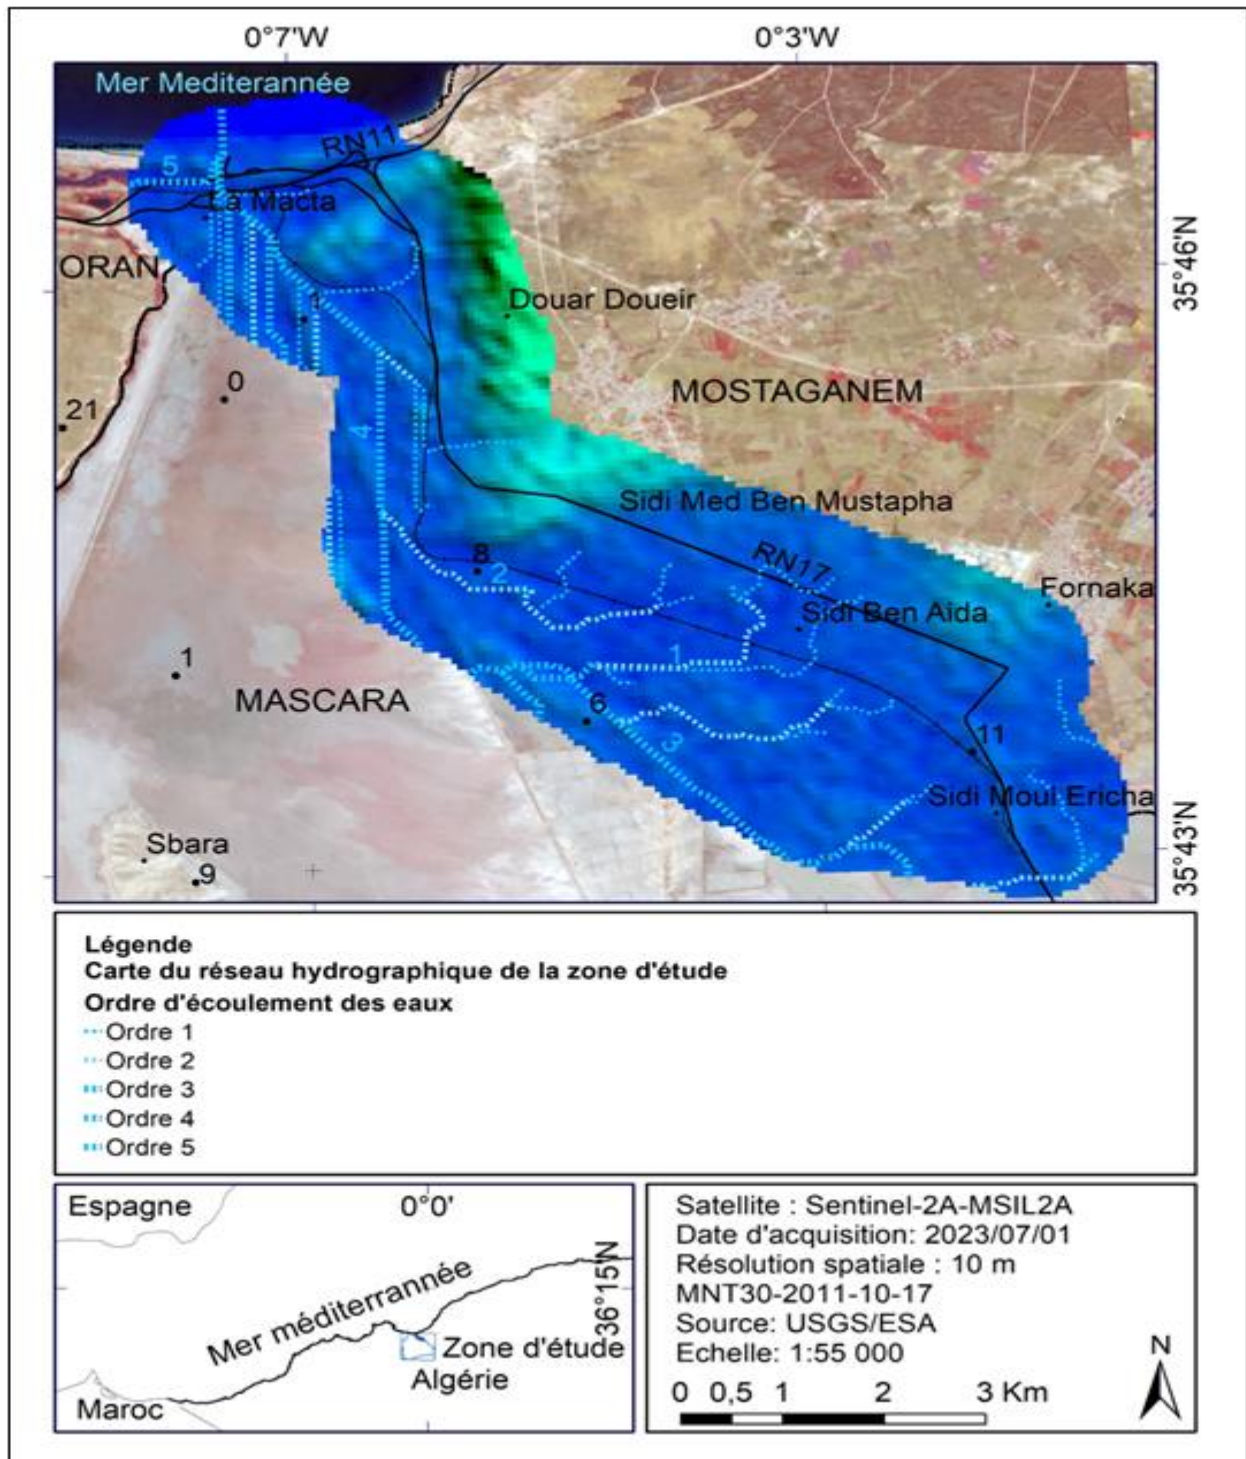 0°7'W
0°3'W
Mer Mediterannée
RN11
5
La Macta
ORAN
35°46'N
1
Douar Doueir
0
MOSTAGANEM
21
4
Sidi Med Ben Mustapha
8
2
RN17
Fornaka
Sidi Ben Aïda
1
1
MASCARA
6
3
11
Sidi Moul Ericha
Sbara
9
35°43'N
Légende
Carte du réseau hydrographique de la zone d'étude
Ordre d'écoulement des eaux
Ordre 1
Ordre 2
Ordre 3
Ordre 4
Ordre 5
Espagne
0°0'
36°15'N
Mer méditerrannée
Zone d'étude
Algérie
Maroc
Satellite : Sentinel-2A-MSIL2A
Date d'acquisition: 2023/07/01
Résolution spatiale : 10 m
MNT30-2011-10-17
Source: USGS/ESA
Echelle: 1:55 000
N
0 0,5 1 2 3 Km